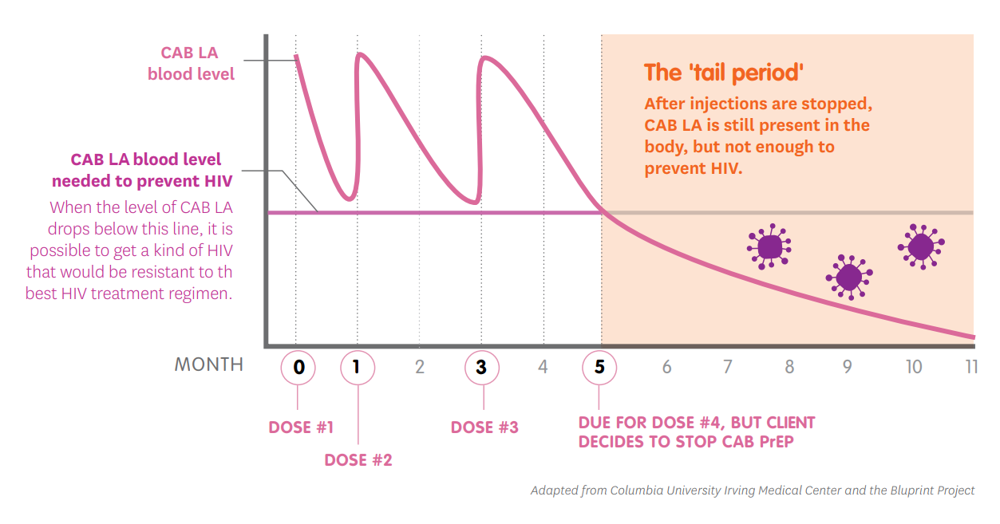 CAB LA
blood level
CAB LA blood level
needed to prevent HIV
When the level of CAB LA
drops below this line, it is
possible to get a kind of HIV
that would be resistant to th
best HIV treatment regimen.
The 'tail period'
After injections are stopped,
CAB LA is still present in the
body, but not enough to
prevent HIV.
MONTH 0 1 2 3 4 5 6 7 8 9 10 11
DOSE #1
DOSE #2
DOSE #3
DUE FOR DOSE #4, BUT CLIENT
DECIDES TO STOP CAB PrEP
Adapted from Columbia University Irving Medical Center and the Bluprint Project